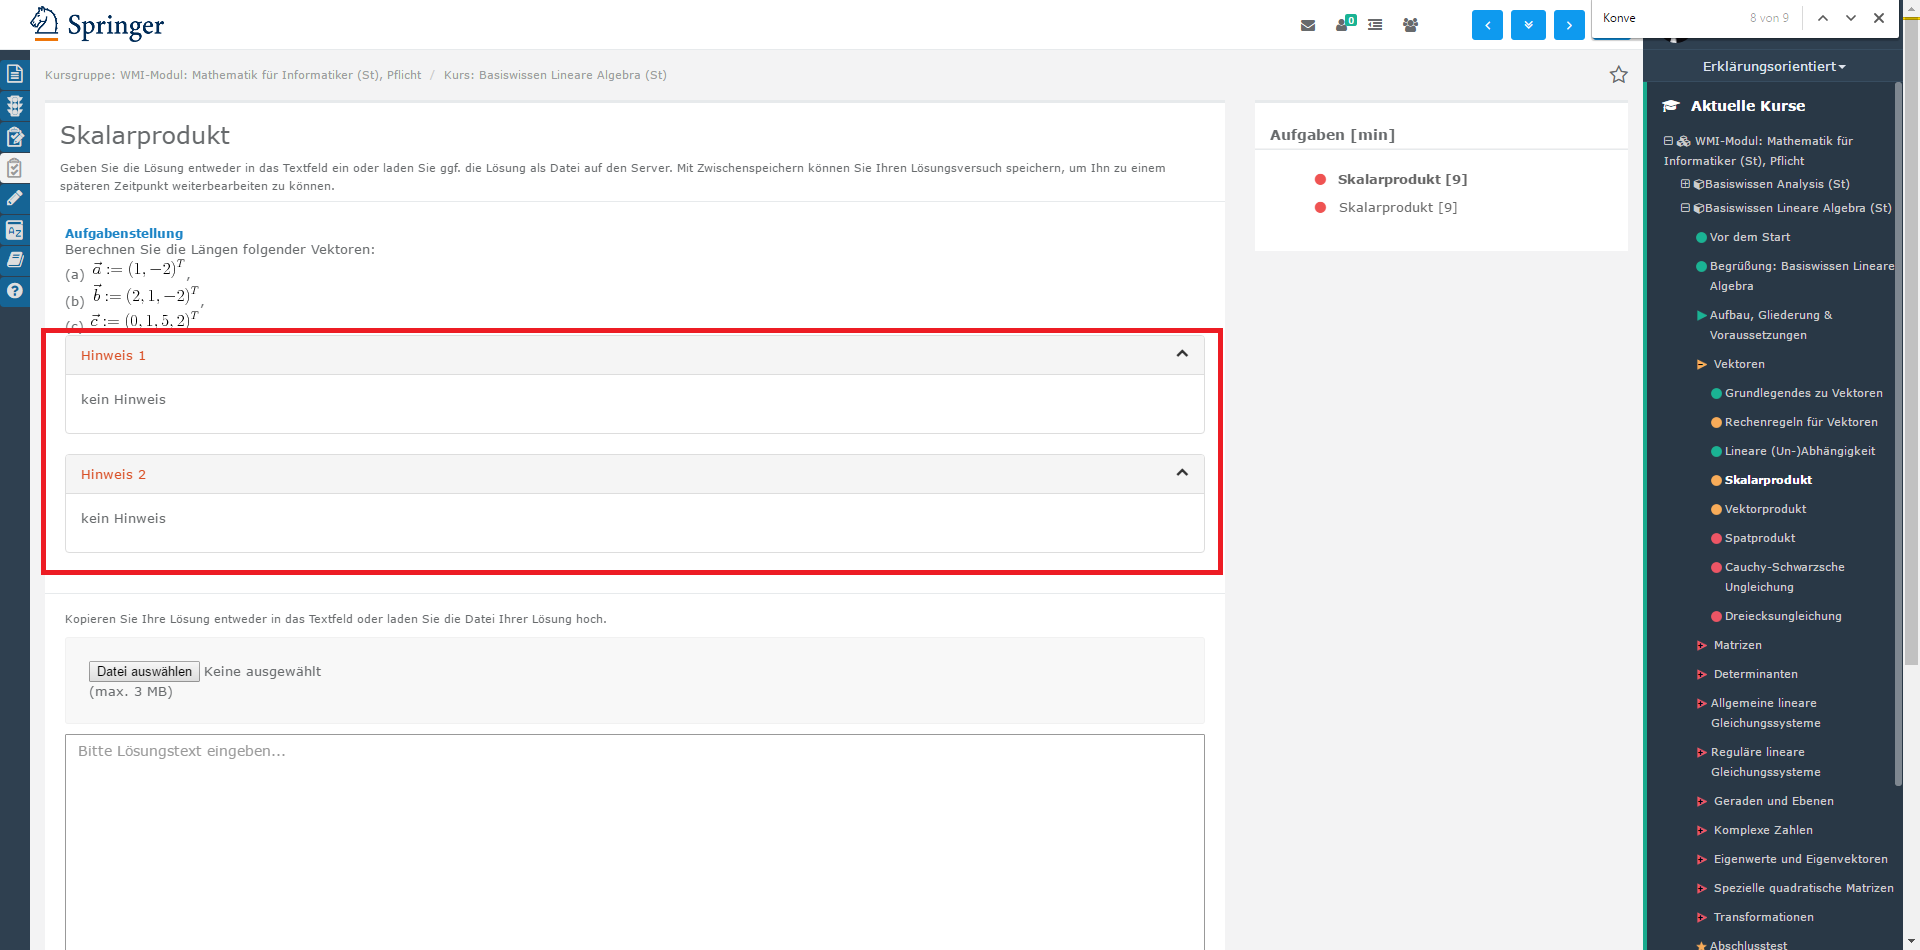 Springer
0
Konve
8 von 9
Kursgruppe: WMI-Modul: Mathematik für Informatiker (St), Pflicht / Kurs: Basiswissen Lineare Algebra (St)
Skalarprodukt
Geben Sie die Lösung entweder in das Textfeld ein oder laden Sie ggf. die Lösung als Datei auf den Server. Mit Zwischenspeichern können Sie Ihren Lösungsversuch speichern, um Ihn zu einem
späteren Zeitpunkt weiterbearbeiten zu können.
Aufgabenstellung
Berechnen Sie die Längen folgender Vektoren:
(a) a⃗ := (1, −2)^T,
(b) b⃗ := (2, 1, −2)^T,
(c) c⃗ := (0, 1, 5, 2)^T
Hinweis 1
kein Hinweis
Hinweis 2
kein Hinweis
Kopieren Sie Ihre Lösung entweder in das Textfeld oder laden Sie die Datei Ihrer Lösung hoch.
Datei auswählen Keine ausgewählt
(max. 3 MB)
Bitte Lösungstext eingeben...
Aufgaben [min]
Skalarprodukt [9]
Skalarprodukt [9]
Erklärungsorientiert
Aktuelle Kurse
WMI-Modul: Mathematik für
Informatiker (St), Pflicht
Basiswissen Analysis (St)
Basiswissen Lineare Algebra (St)
Vor dem Start
Begrüßung: Basiswissen Lineare
Algebra
Aufbau, Gliederung &
Voraussetzungen
Vektoren
Grundlegendes zu Vektoren
Rechenregeln für Vektoren
Lineare (Un-)Abhängigkeit
Skalarprodukt
Vektorprodukt
Spatprodukt
Cauchy-Schwarzsche
Ungleichung
Dreiecksungleichung
Matrizen
Determinanten
Allgemeine lineare
Gleichungssysteme
Reguläre lineare
Gleichungssysteme
Geraden und Ebenen
Komplexe Zahlen
Eigenwerte und Eigenvektoren
Spezielle quadratische Matrizen
Transformationen
Abschlusstest